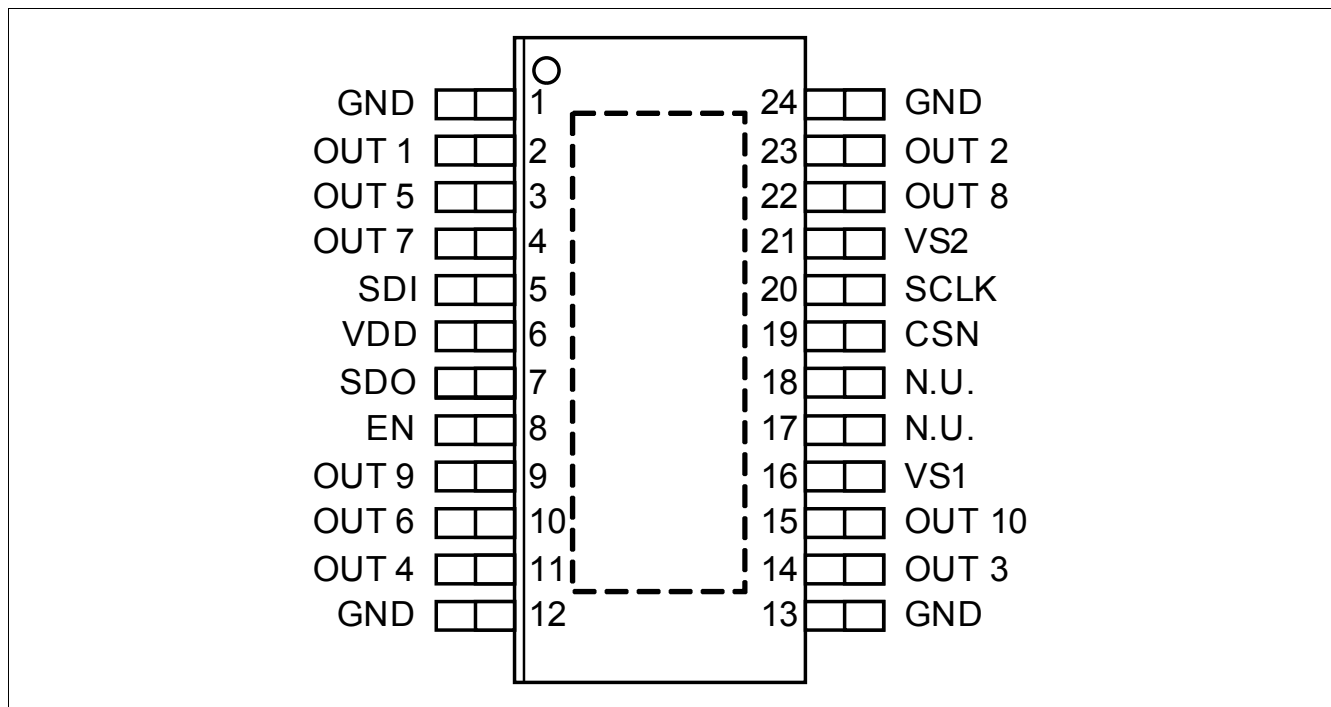 GND 1 24 GND
OUT 1 2 23 OUT 2
OUT 5 3 22 OUT 8
OUT 7 4 21 VS2
SDI 5 20 SCLK
VDD 6 19 CSN
SDO 7 18 N.U.
EN 8 17 N.U.
OUT 9 9 16 VS1
OUT 6 10 15 OUT 10
OUT 4 11 14 OUT 3
GND 12 13 GND